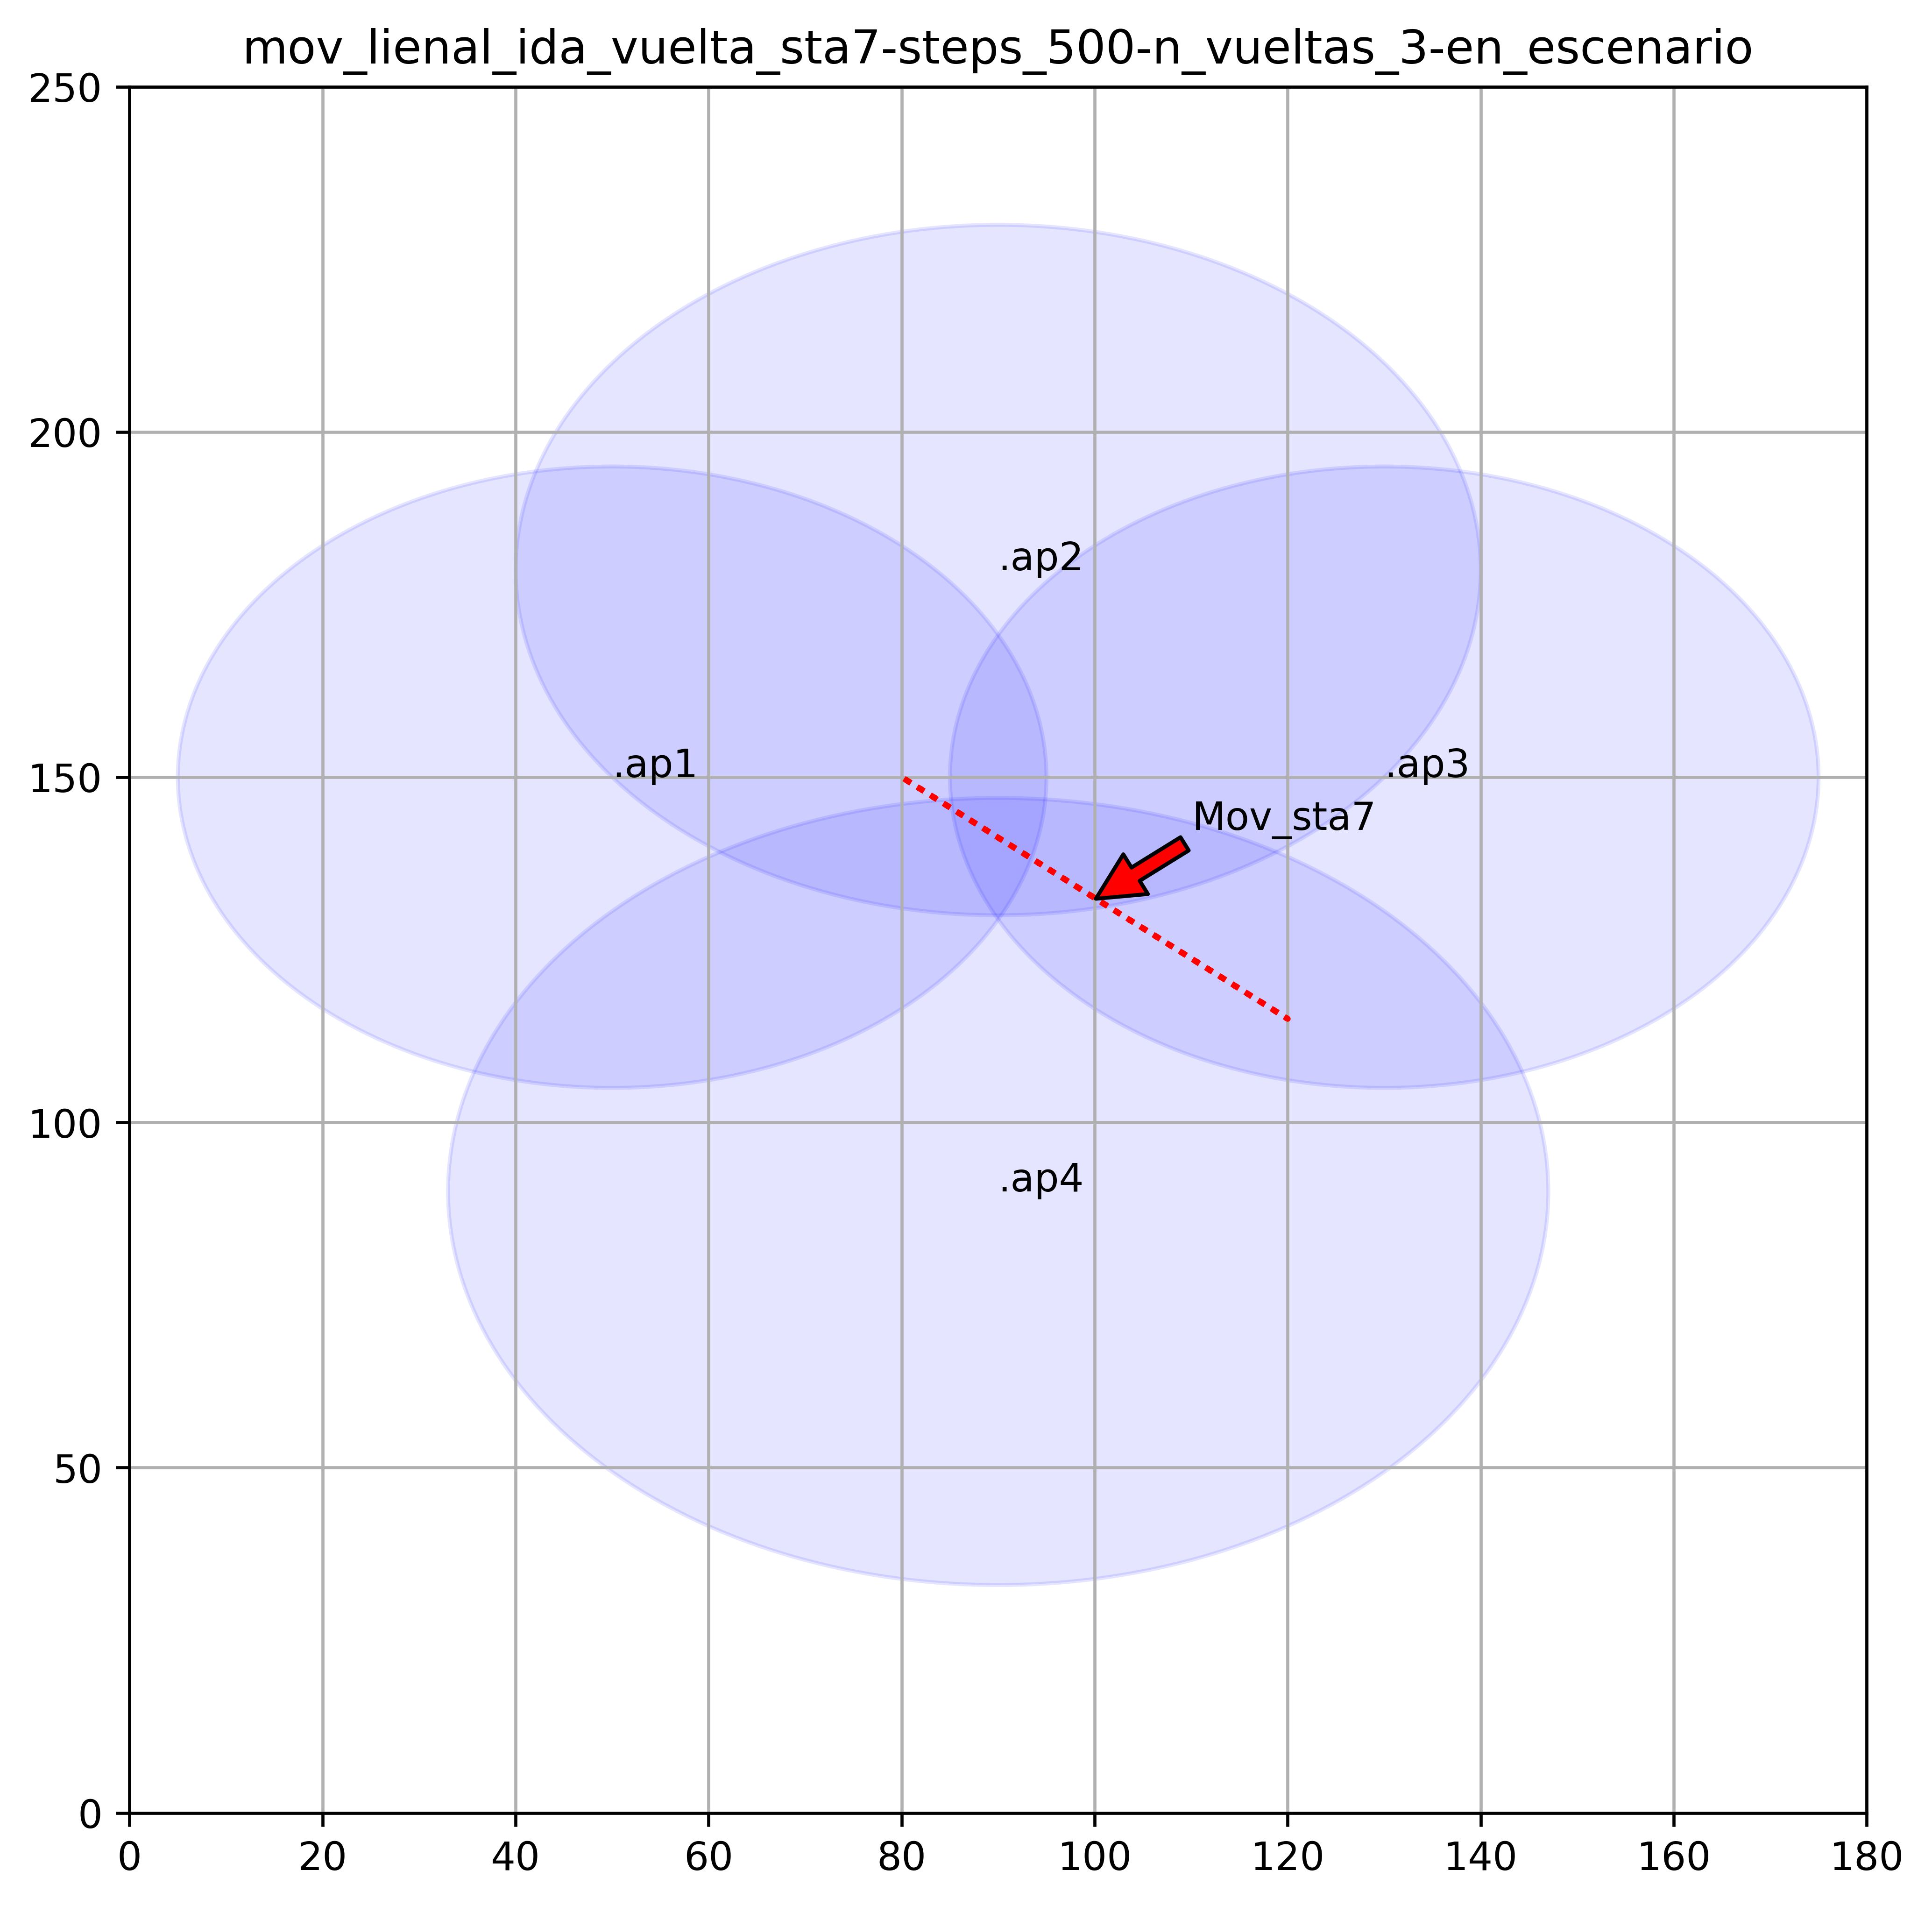 mov_lienal_ida_vuelta_sta7-steps_500-n_vueltas_3-en_escenario
250
200
.ap2
150
.ap1
.ap3
Mov_sta7
100
.ap4
50
0
0 20 40 60 80 100 120 140 160 180